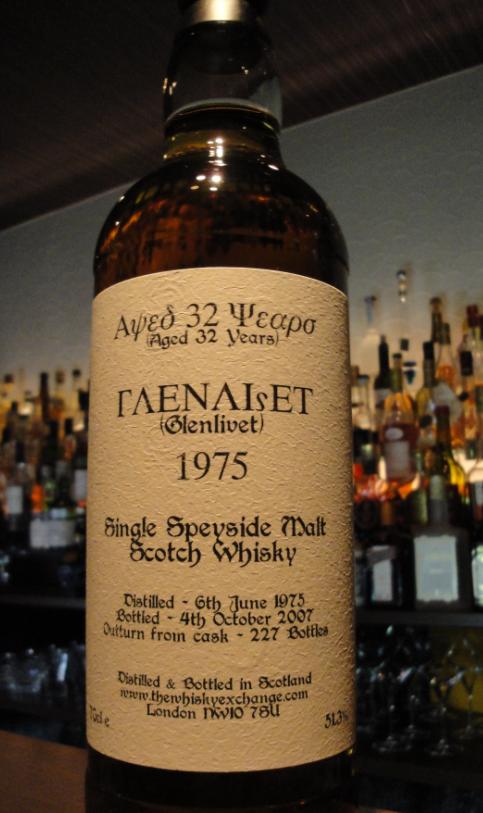 Αψεδ 32 Ψεαρσ
(Aged 32 Years)
ΓΛΕΝΛΙςΕΤ
(Glenlivet)
1975
Single Speyside Malt
Scotch Whisky
Distilled - 6th June 1975
Bottled - 4th October 2007
Outturn from cask - 227 Bottles
Distilled & Bottled in Scotland
www.thewhiskyexchange.com
London NW10 7SU
70cl e 51.3%